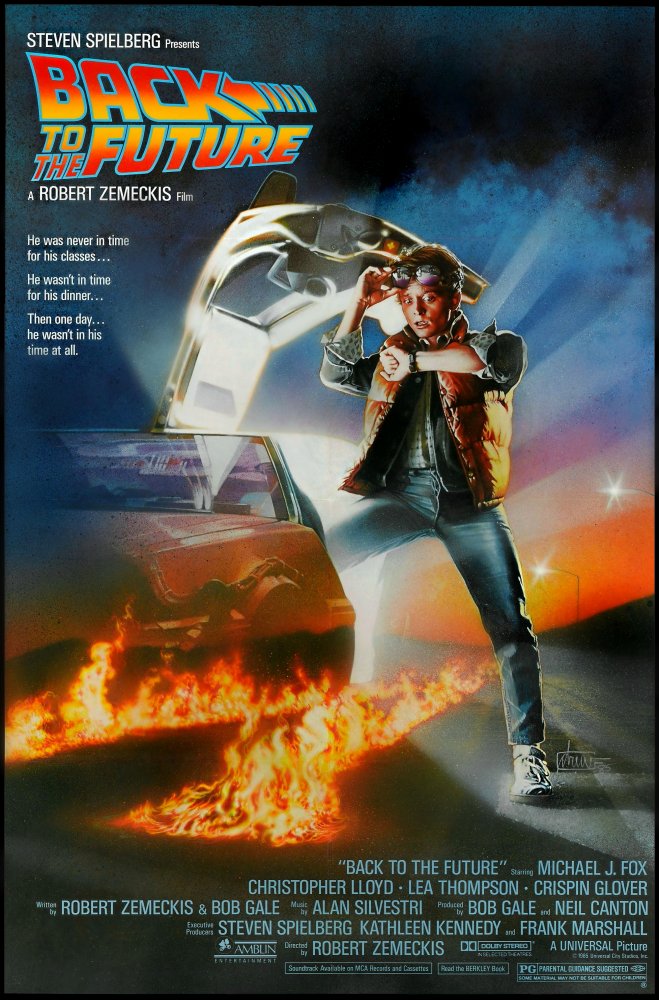 STEVEN SPIELBERG Presents
BACK
TO
THE FUTURE
A ROBERT ZEMECKIS Film
He was never in time
for his classes...
He wasn't in time
for his dinner...
Then one day...
he wasn't in his
time at all.
"BACK TO THE FUTURE" Starring MICHAEL J. FOX
CHRISTOPHER LLOYD · LEA THOMPSON · CRISPIN GLOVER
Written by ROBERT ZEMECKIS & BOB GALE Music by ALAN SILVESTRI Produced by BOB GALE and NEIL CANTON
Executive Producers STEVEN SPIELBERG KATHLEEN KENNEDY and FRANK MARSHALL
AMBLIN ENTERTAINMENT Directed by ROBERT ZEMECKIS DOLBY STEREO IN SELECTED THEATRES A UNIVERSAL Picture
© 1985 Universal City Studios, Inc.
Soundtrack Available on MCA Records and Cassettes Read the BERKLEY Book PG PARENTAL GUIDANCE SUGGESTED
SOME MATERIAL MAY NOT BE SUITABLE FOR CHILDREN
®